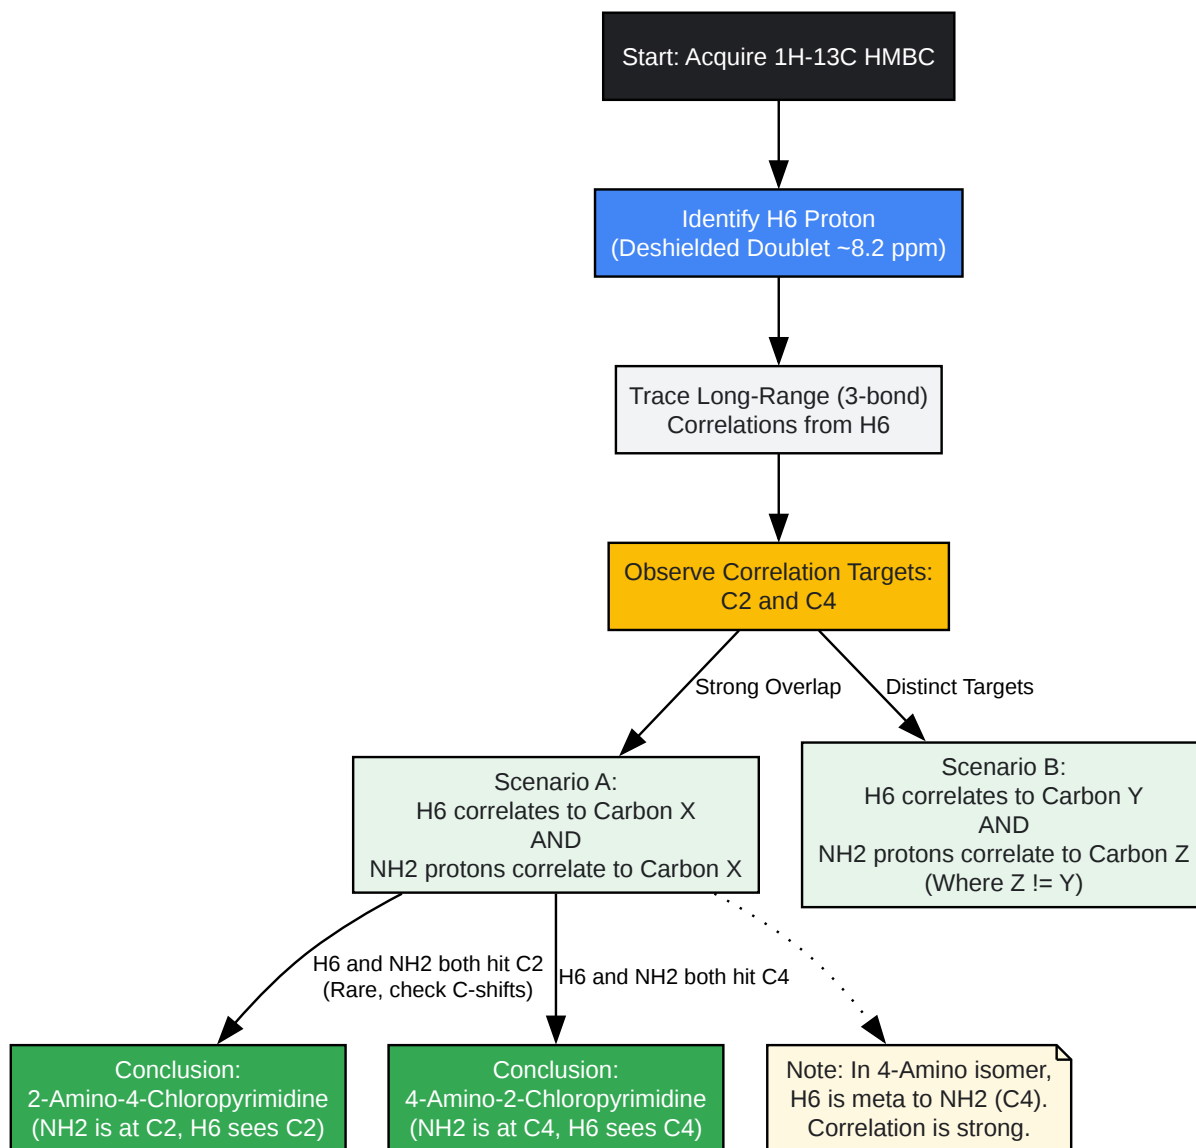 Start: Acquire 1H-13C HMBC
Identify H6 Proton
(Deshielded Doublet ~8.2 ppm)
Trace Long-Range (3-bond)
Correlations from H6
Observe Correlation Targets:
C2 and C4
Strong Overlap
Distinct Targets
Scenario A:
H6 correlates to Carbon X
AND
NH2 protons correlate to Carbon X
Scenario B:
H6 correlates to Carbon Y
AND
NH2 protons correlate to Carbon Z
(Where Z != Y)
H6 and NH2 both hit C2
(Rare, check C-shifts)
H6 and NH2 both hit C4
Conclusion:
2-Amino-4-Chloropyrimidine
(NH2 is at C2, H6 sees C2)
Conclusion:
4-Amino-2-Chloropyrimidine
(NH2 is at C4, H6 sees C4)
Note: In 4-Amino isomer,
H6 is meta to NH2 (C4).
Correlation is strong.